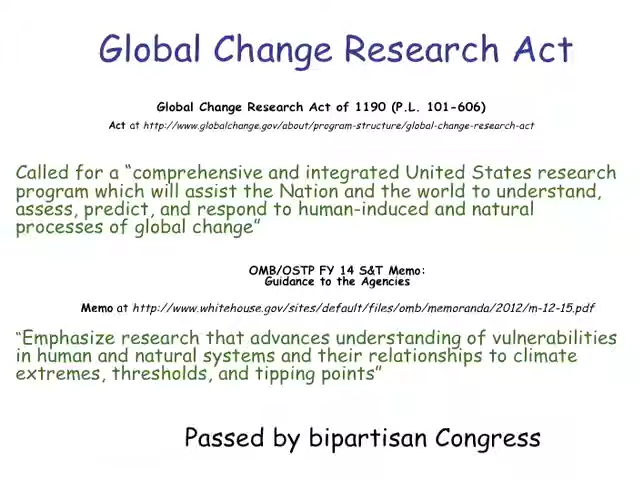 Global Change Research Act
Global Change Research Act of 1190 (P.L. 101-606)
Act at http://www.globalchange.gov/about/program-structure/global-change-research-act
Called for a “comprehensive and integrated United States research
program which will assist the Nation and the world to understand,
assess, predict, and respond to human-induced and natural
processes of global change”
OMB/OSTP FY 14 S&T Memo:
Guidance to the Agencies
Memo at http://www.whitehouse.gov/sites/default/files/omb/memoranda/2012/m-12-15.pdf
“Emphasize research that advances understanding of vulnerabilities
in human and natural systems and their relationships to climate
extremes, thresholds, and tipping points”
Passed by bipartisan Congress